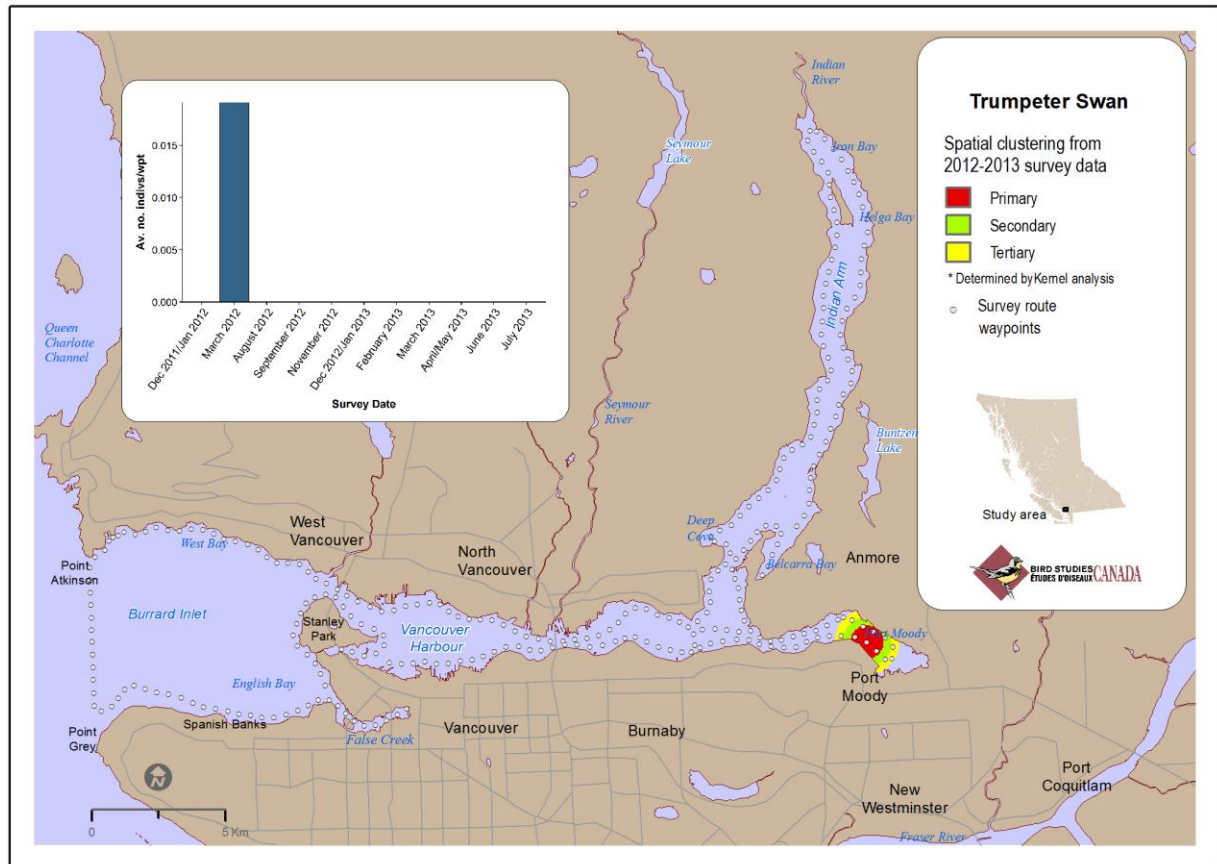 Av. no. indivs/wpt
0.015
0.010
0.005
0.000
Dec 2011/Jan 2012
March 2012
August 2012
September 2012
November 2012
Dec 2012/Jan 2013
February 2013
March 2013
April/May 2013
June 2013
July 2013
Survey Date
Trumpeter Swan
Spatial clustering from
2012-2013 survey data
Primary
Secondary
Tertiary
* Determined by Kernel analysis
Survey route
waypoints
Study area
BIRD STUDIES
ÉTUDES D'OISEAUX
CANADA
Indian
River
Iron Bay
Seymour
Lake
Helga Bay
Indian Arm
Queen
Charlotte
Channel
Seymour
River
Buntzen
Lake
Deep
Cove
Belcarra Bay
Anmore
West
Vancouver
West Bay
North
Vancouver
Point
Atkinson
Burrard Inlet
Stanley
Park
Vancouver
Harbour
Port Moody
Port
Moody
English Bay
Spanish Banks
Vancouver
Burnaby
Point
Grey
False Creek
Port
Coquitlam
New
Westminster
Fraser River
N
0
5 Km